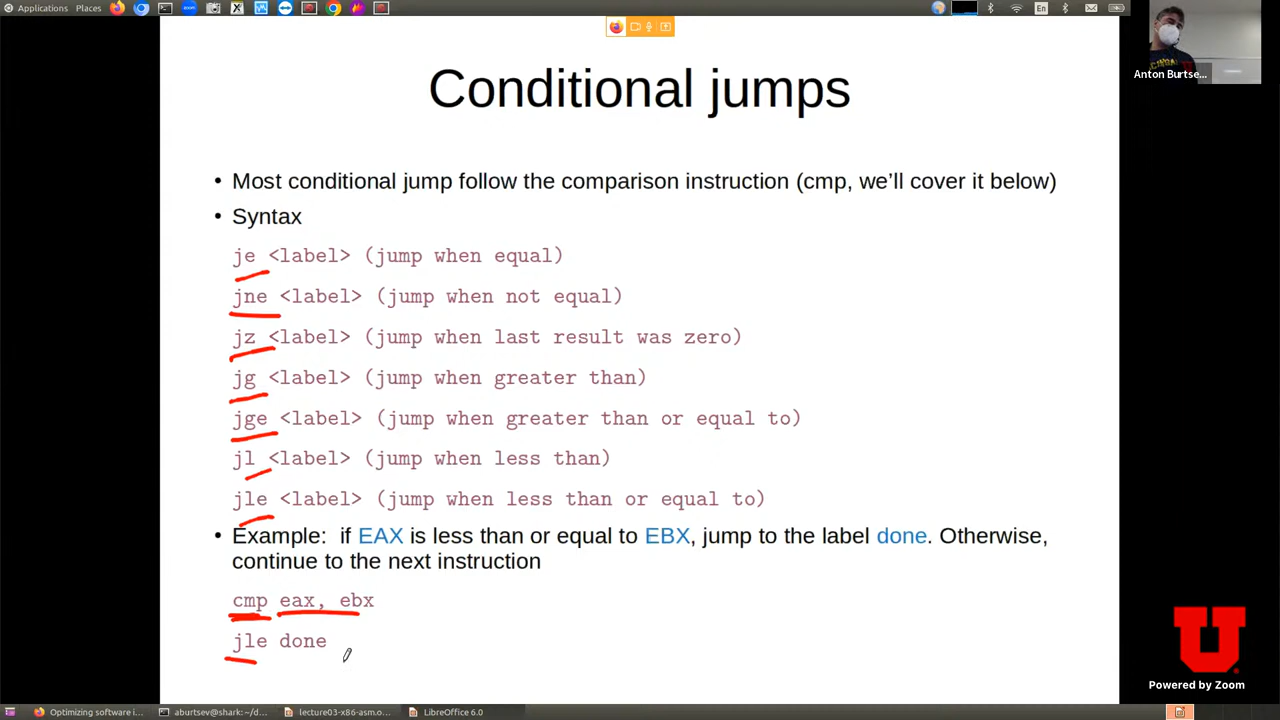 Applications Places
En
Anton Burtse...
Conditional jumps
• Most conditional jump follow the comparison instruction (cmp, we'll cover it below)
• Syntax
je <label> (jump when equal)
jne <label> (jump when not equal)
jz <label> (jump when last result was zero)
jg <label> (jump when greater than)
jge <label> (jump when greater than or equal to)
jl <label> (jump when less than)
jle <label> (jump when less than or equal to)
• Example: if EAX is less than or equal to EBX, jump to the label done. Otherwise,
continue to the next instruction
cmp eax, ebx
jle done
U
Powered by Zoom
Optimizing software i... aburtsev@shark: ~/d... lecture03-x86-asm.o... LibreOffice 6.0